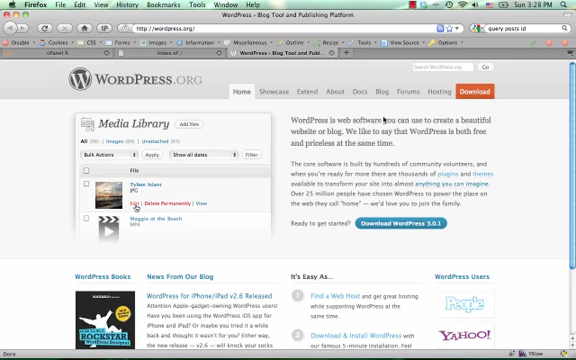 Firefox File Edit View History Bookmarks Tools Window Help
Sun 3:28 PM
WordPress › Blog Tool and Publishing Platform
http://wordpress.org/
query posts id
Disable Cookies CSS Forms Images Information Miscellaneous Outline Resize Tools View Source Options
cPanel X
Index of /
WordPress › Blog Tool and Publ...
Search WordPress.org
Go
WORDPRESS.ORG
Home Showcase Extend About Docs Blog Forums Hosting Download
Media Library Add New
All Images Unattached
Bulk Actions Apply Show all dates Filter
File
Tybee Island
JPG
Edit | Delete Permanently | View
Maggie at the Beach
MP4
WordPress is web software you can use to create a beautiful
website or blog. We like to say that WordPress is both free
and priceless at the same time.
The core software is built by hundreds of community volunteers, and
when you're ready for more there are thousands of plugins and themes
available to transform your site into almost anything you can imagine.
Over 25 million people have chosen WordPress to power the place on
the web they call "home" — we'd love you to join the family.
Ready to get started? Download WordPress 3.0.1
WordPress Books
ROCKSTAR
WordPress Designer
News From Our Blog
WordPress for iPhone/iPad v2.6 Released
Attention Apple-gadget-owning WordPress users!
Have you been using the WordPress iOS app for
iPhone and iPad? Maybe you tried it a while
back and thought it wasn't for you? Either way,
the new release — v2.6 — will knock your socks
It's Easy As...
1 Find a Web Host and get great
hosting while supporting WordPress at the
same time.
2 Download & Install WordPress with
our famous 5-minute installation. Feel
WordPress Users
People
YAHOO!
Done
YSlow